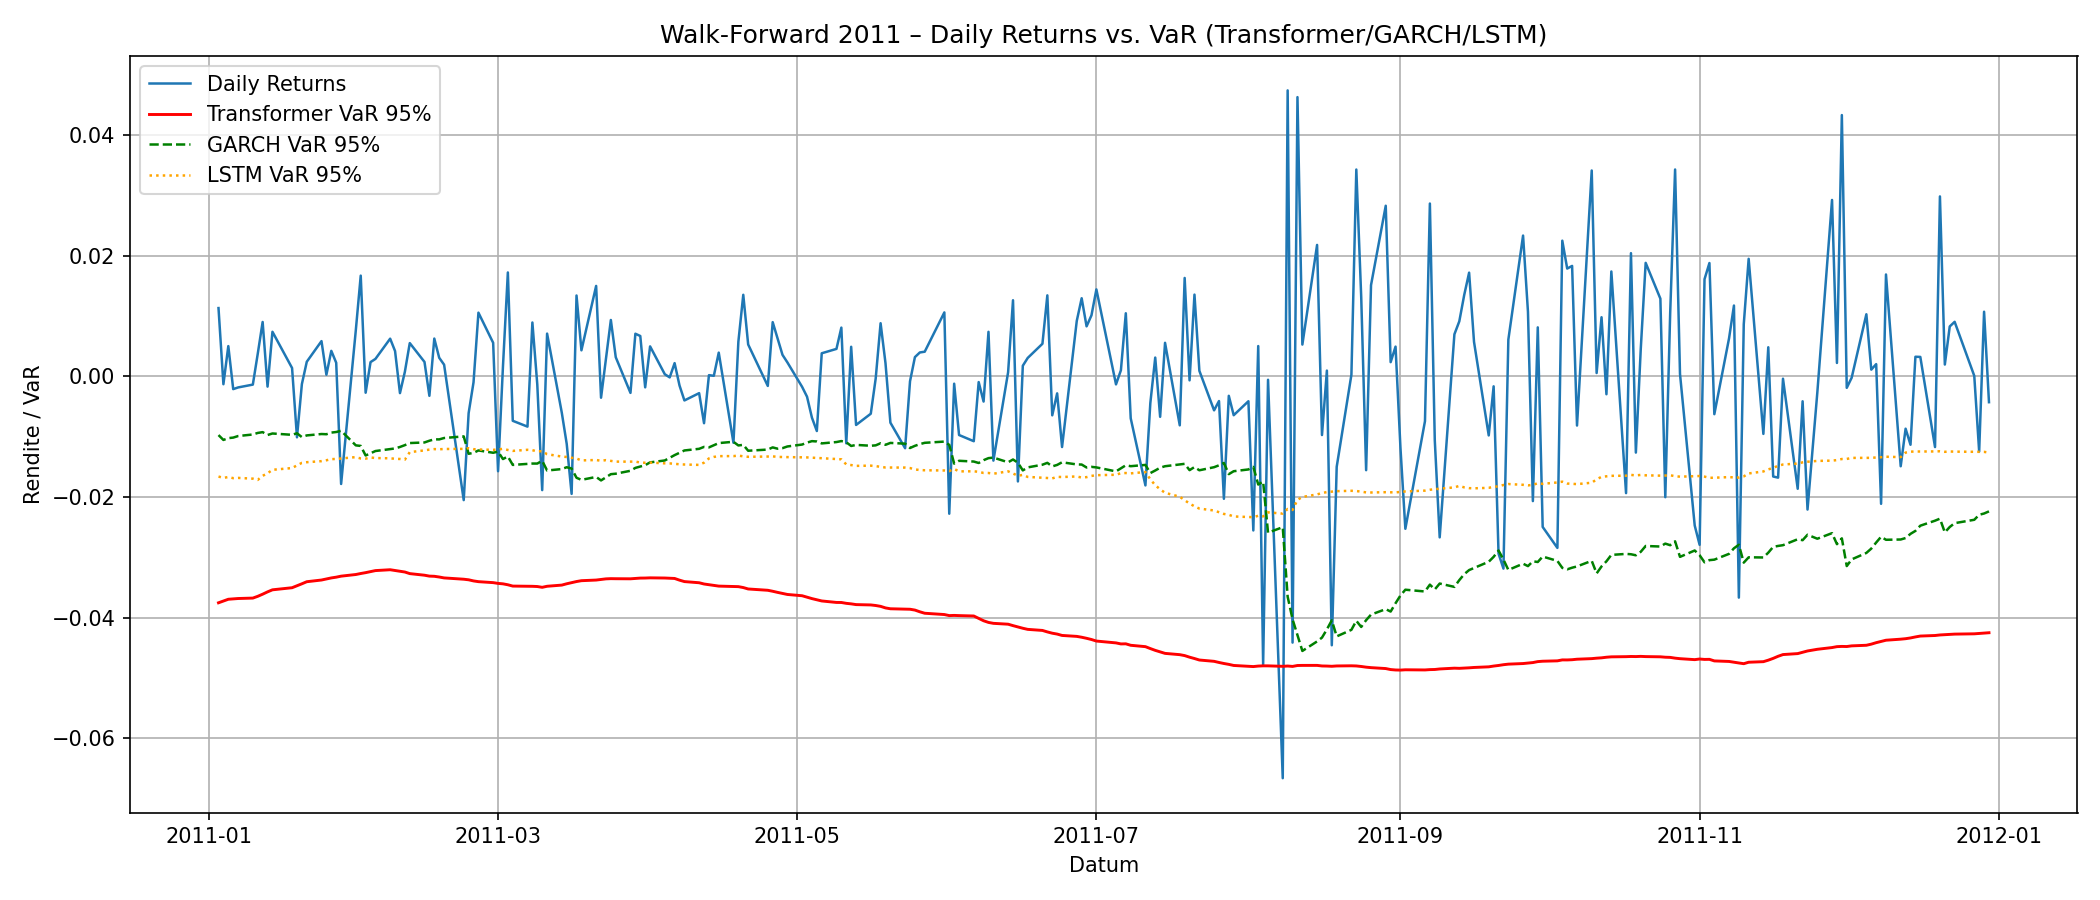 Walk-Forward 2011 – Daily Returns vs. VaR (Transformer/GARCH/LSTM)
Daily Returns
Transformer VaR 95%
GARCH VaR 95%
LSTM VaR 95%
Rendite / VaR
0.04
0.02
0.00
−0.02
−0.04
−0.06
2011-01
2011-03
2011-05
2011-07
2011-09
2011-11
2012-01
Datum